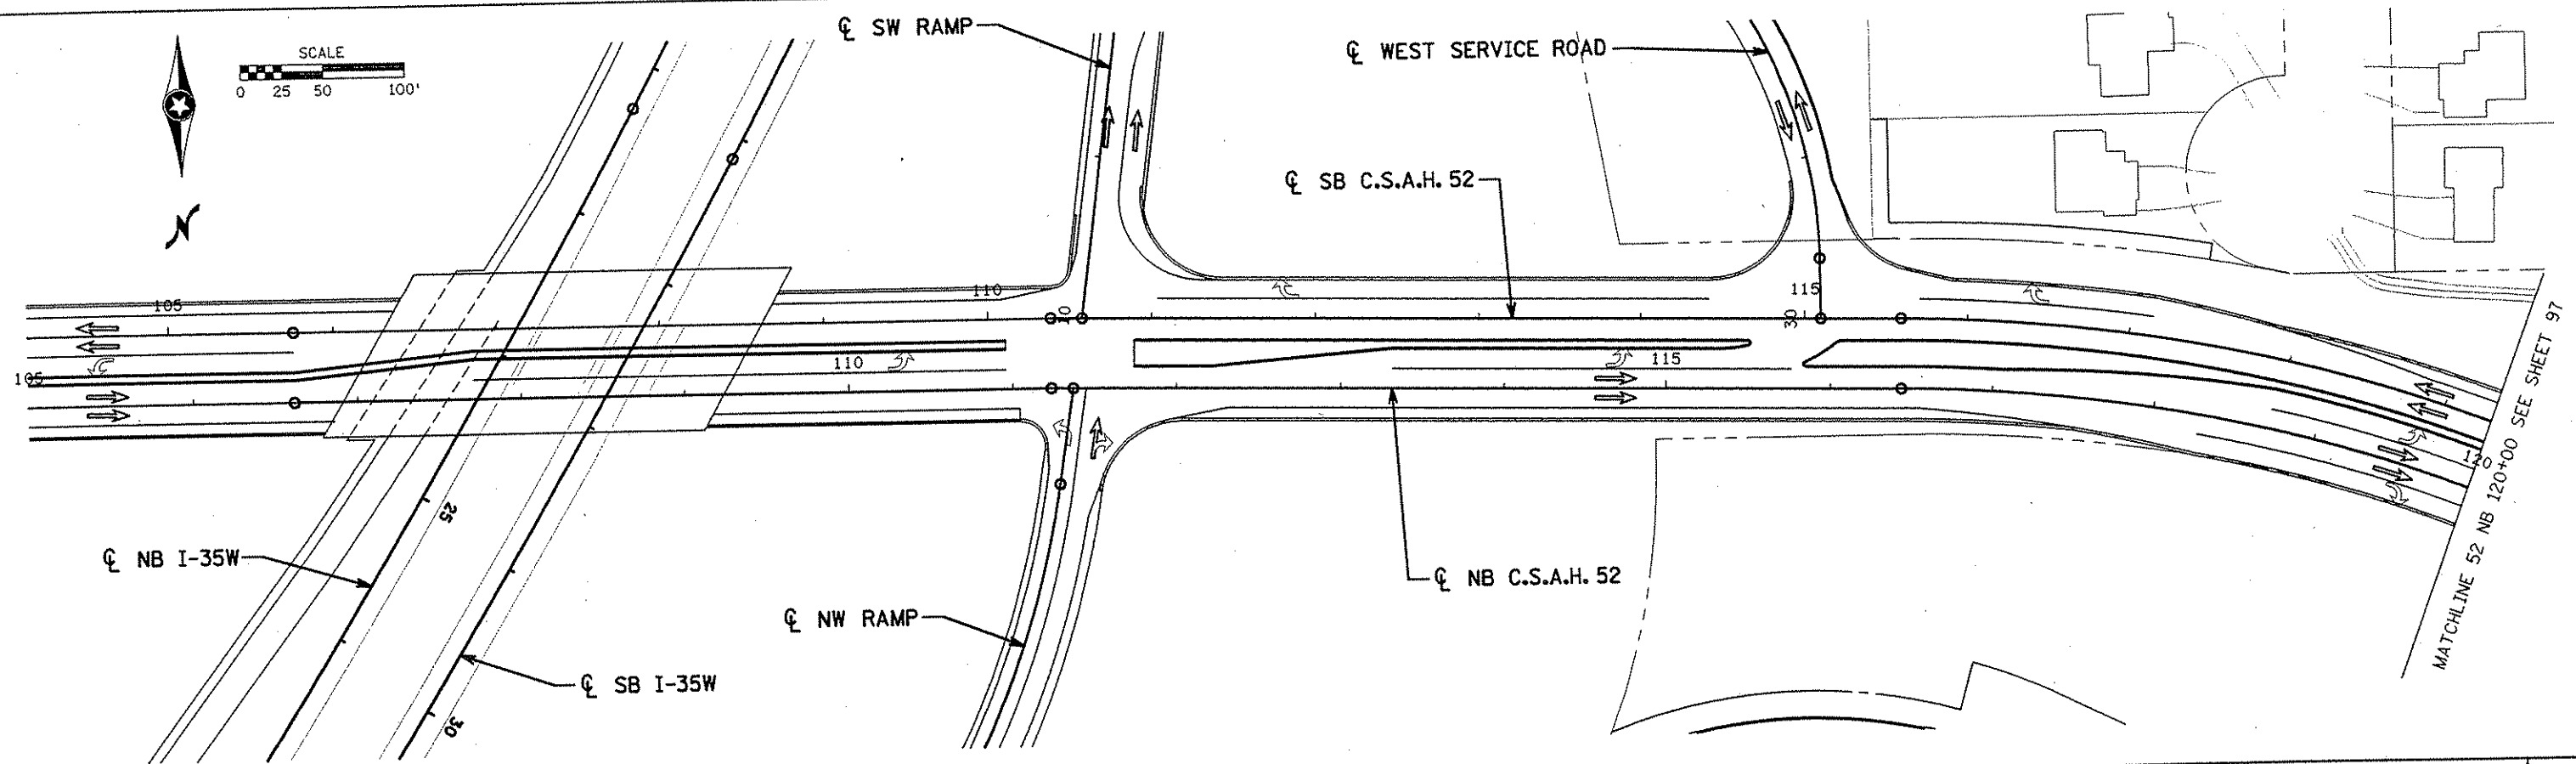 ℄ SW RAMP
SCALE
0 25 50 100'
℄ WEST SERVICE ROAD
N
℄ SB C.S.A.H. 52
105
110
115
10
30
105
110
115
120
MATCHLINE 52 NB 120+00 SEE SHEET 97
25
℄ NB I-35W
℄ NB C.S.A.H. 52
℄ NW RAMP
℄ SB I-35W
30